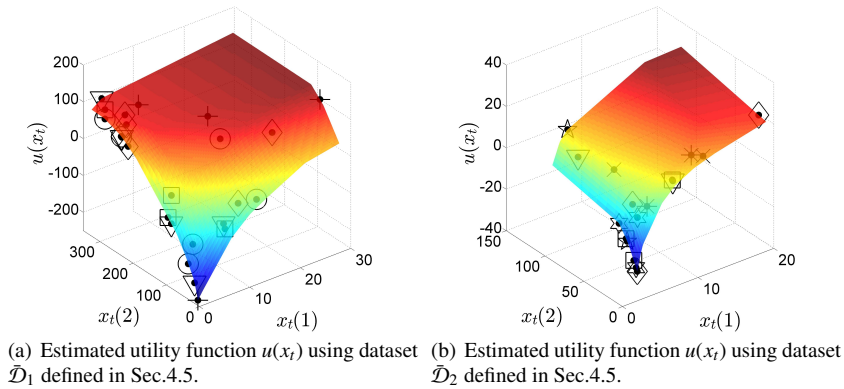 200
100
0
-100
-200
u(x_t)
300
200
100
0
x_t(2)
0
10
20
30
x_t(1)
40
20
0
-20
-40
u(x_t)
150
100
50
0
x_t(2)
0
10
20
x_t(1)
(a) Estimated utility function u(x_t) using dataset
D̄_1 defined in Sec.4.5.
(b) Estimated utility function u(x_t) using dataset
D̄_2 defined in Sec.4.5.